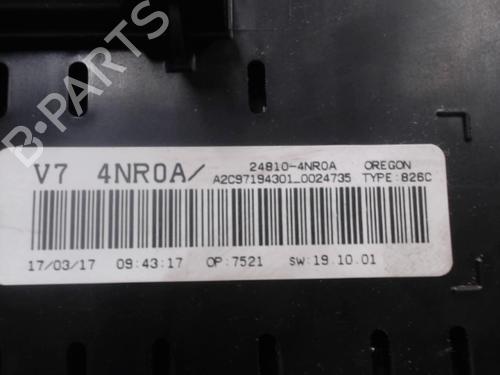 B-PARTS
V7 4NR0A/
24810-4NR0A OREGON
A2C97194301_0024735 TYPE:826C
17/03/17 09:43:17 OP:7521 SW:19.10.01